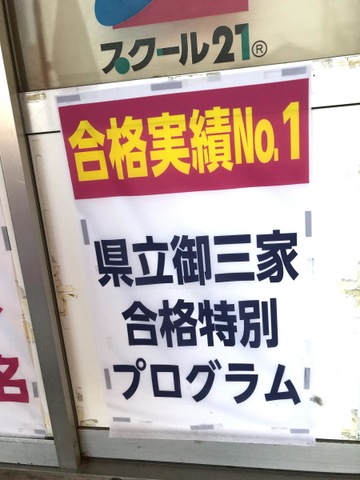 スクール21®
合格実績No.1
県立御三家
合格特別
プログラム
名